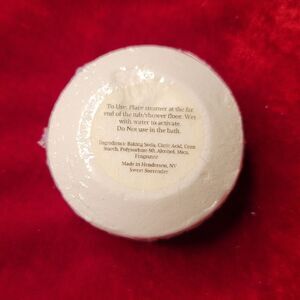 To Use: Place steamer at the far
end of the tub/shower floor. Wet
with water to activate.
Do Not use in the bath.
Ingredients: Baking Soda, Citric Acid, Corn
Starch, Polysorbate 80, Alcohol, Mica,
Fragrance
Made in Henderson, NV
Sweet Surrender